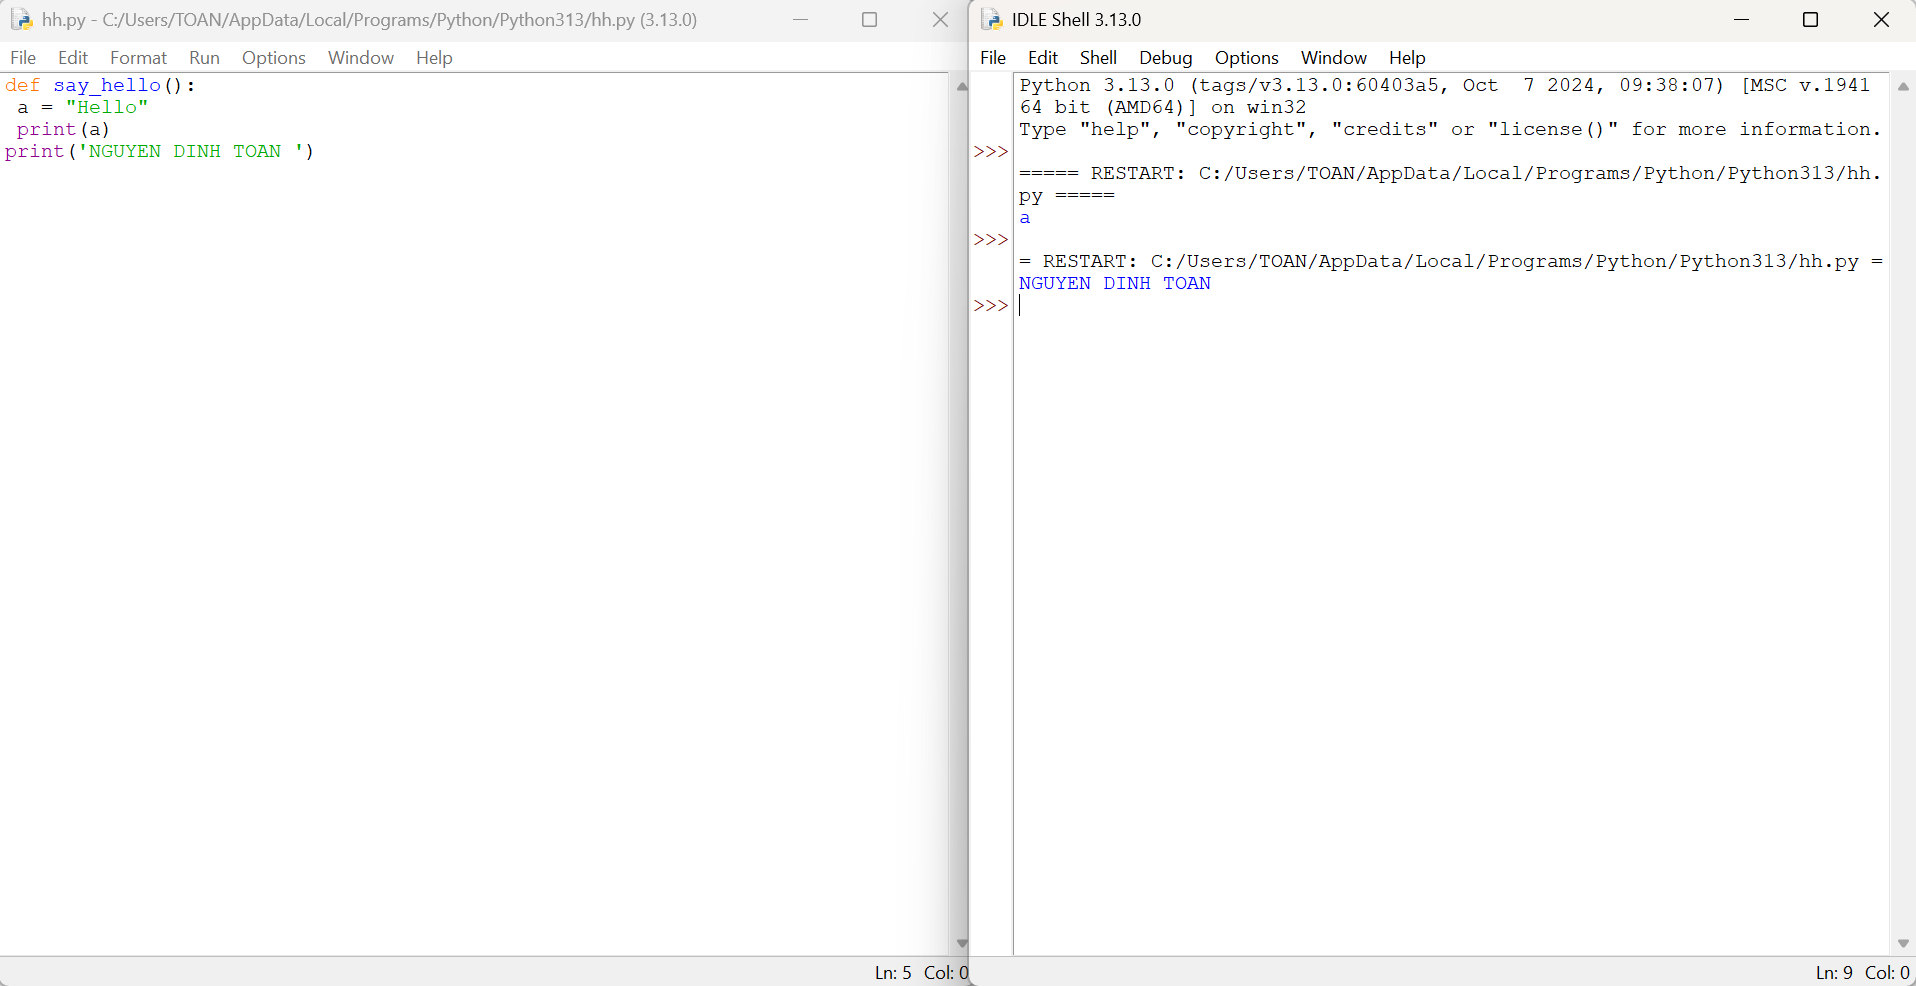 hh.py - C:/Users/TOAN/AppData/Local/Programs/Python/Python313/hh.py (3.13.0)
File Edit Format Run Options Window Help
def say_hello():
 a = "Hello"
 print(a)
print('NGUYEN DINH TOAN ')
Ln: 5 Col: 0
IDLE Shell 3.13.0
File Edit Shell Debug Options Window Help
Python 3.13.0 (tags/v3.13.0:60403a5, Oct  7 2024, 09:38:07) [MSC v.1941
64 bit (AMD64)] on win32
Type "help", "copyright", "credits" or "license()" for more information.
>>>
===== RESTART: C:/Users/TOAN/AppData/Local/Programs/Python/Python313/hh.
py =====
a
>>>
= RESTART: C:/Users/TOAN/AppData/Local/Programs/Python/Python313/hh.py =
NGUYEN DINH TOAN
>>>
Ln: 9 Col: 0